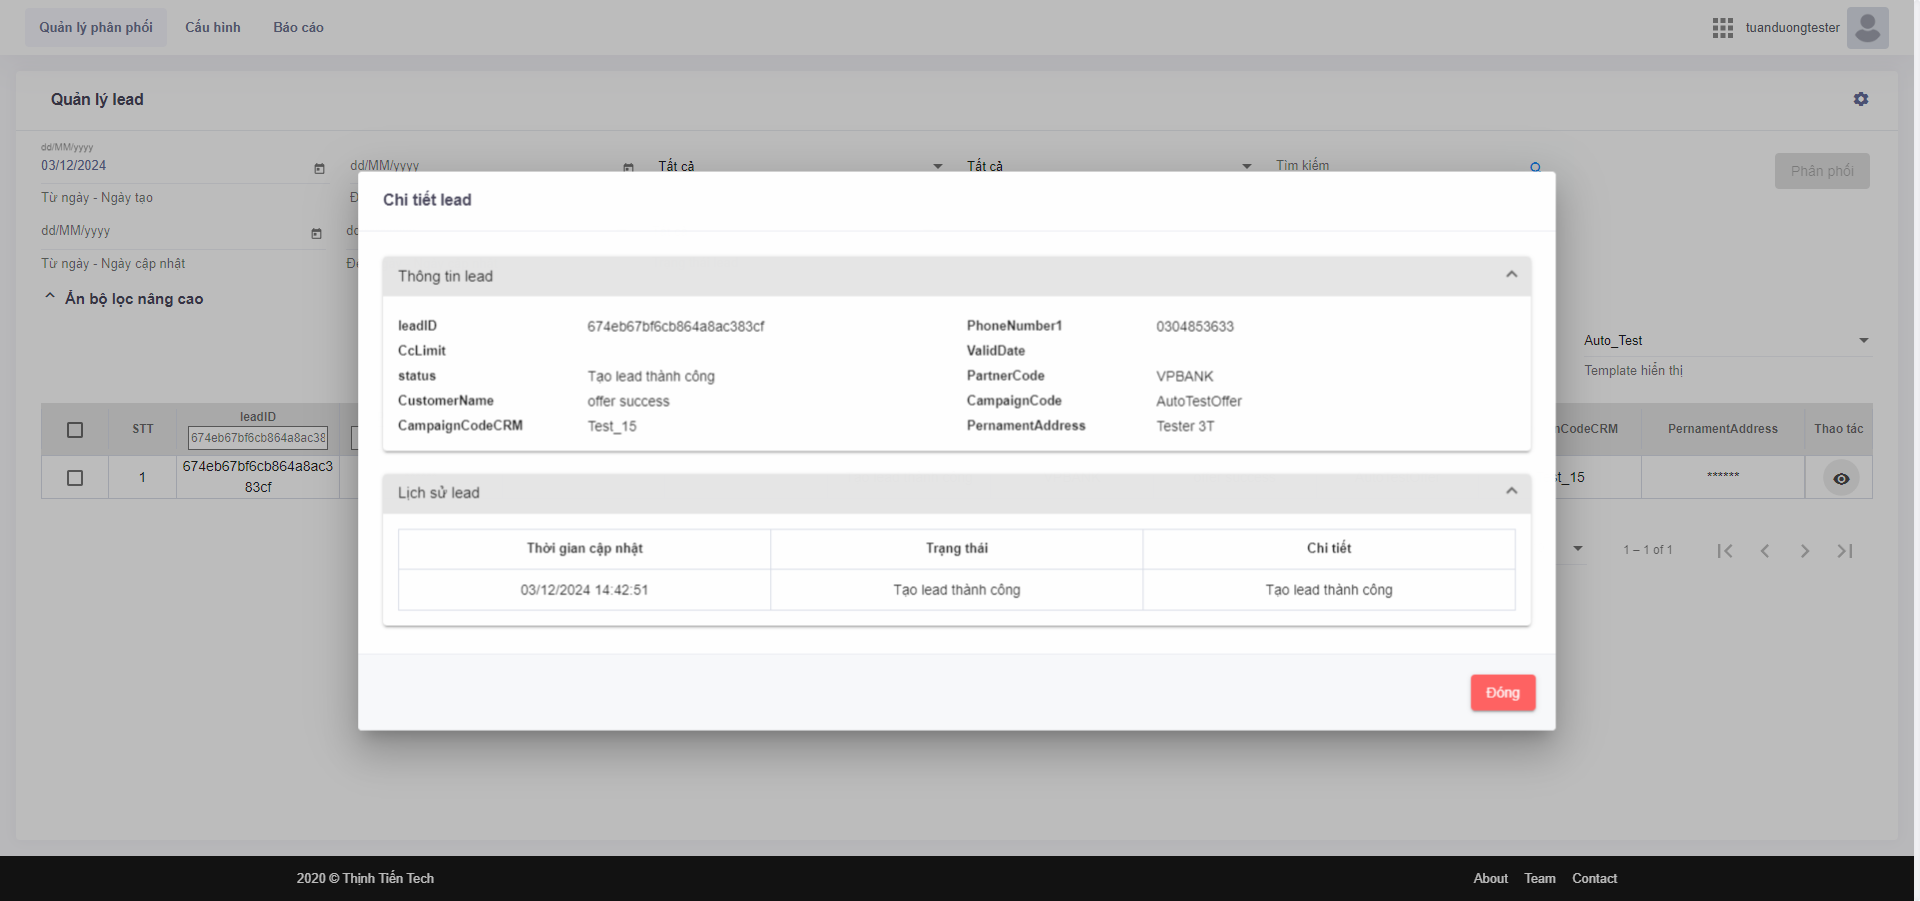 Quản lý phân phối Cấu hình Báo cáo tuanduongtester
Quản lý lead
dd/MM/yyyy
03/12/2024 dd/MM/yyyy Tất cả Tất cả Tìm kiếm Phân phối
Từ ngày - Ngày tạo
dd/MM/yyyy
Từ ngày - Ngày cập nhật
Ẩn bộ lọc nâng cao
Auto_Test
Template hiển thị
Chi tiết lead
Thông tin lead
leadID 674eb67bf6cb864a8ac383cf PhoneNumber1 0304853633
CcLimit ValidDate
status Tạo lead thành công PartnerCode VPBANK
CustomerName offer success CampaignCode AutoTestOffer
CampaignCodeCRM Test_15 PernamentAddress Tester 3T
Lịch sử lead
Thời gian cập nhật Trạng thái Chi tiết
03/12/2024 14:42:51 Tạo lead thành công Tạo lead thành công
Đóng
STT leadID CodeCRM PernamentAddress Thao tác
674eb67bf6cb864a8ac38
1 674eb67bf6cb864a8ac3 t_15 ******
83cf
1 – 1 of 1
2020 © Thịnh Tiến Tech About Team Contact